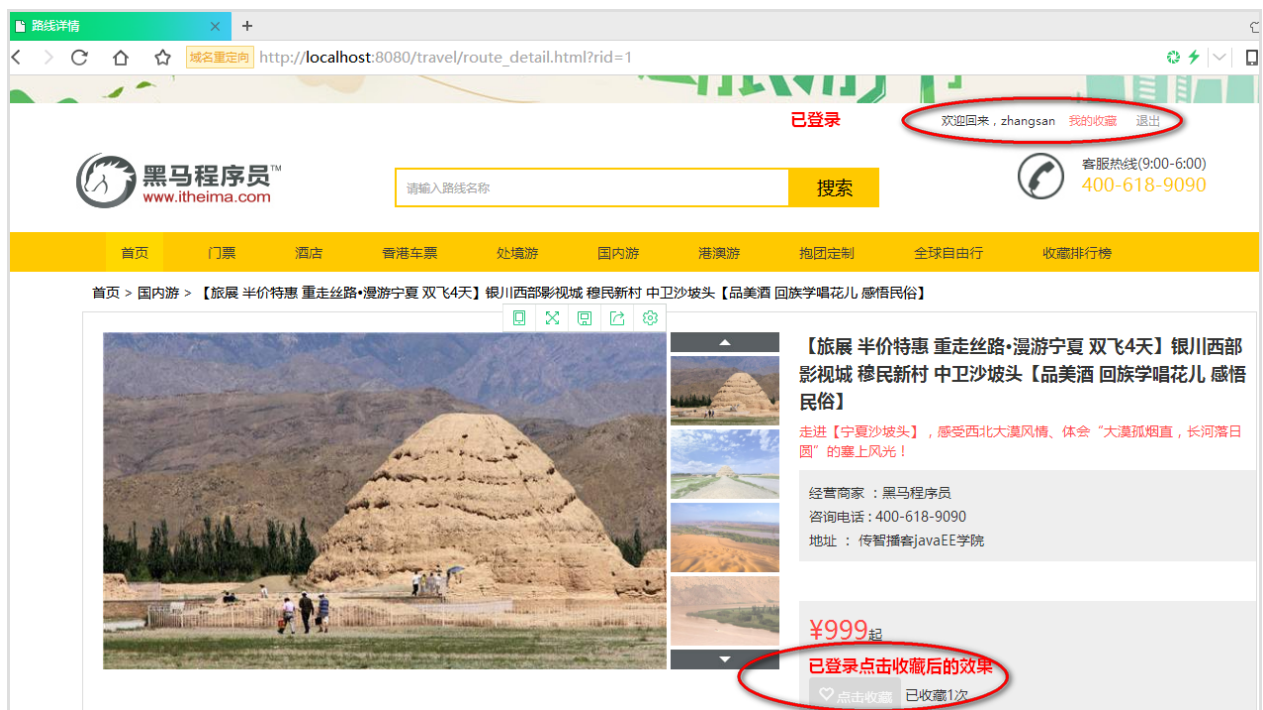 路线详情
域名重定向 http://localhost:8080/travel/route_detail.html?rid=1
已登录
欢迎回来，zhangsan 我的收藏 退出
黑马程序员™
www.itheima.com
请输入路线名称
搜索
客服热线(9:00-6:00)
400-618-9090
首页 门票 酒店 香港车票 处境游 国内游 港澳游 抱团定制 全球自由行 收藏排行榜
首页 > 国内游 > 【旅展 半价特惠 重走丝路•漫游宁夏 双飞4天】银川西部影视城 穆民新村 中卫沙坡头【品美酒 回族学唱花儿 感悟民俗】
【旅展 半价特惠 重走丝路•漫游宁夏 双飞4天】银川西部
影视城 穆民新村 中卫沙坡头【品美酒 回族学唱花儿 感悟
民俗】
走进【宁夏沙坡头】，感受西北大漠风情、体会“大漠孤烟直，长河落日
圆”的塞上风光！
经营商家 ：黑马程序员
咨询电话 : 400-618-9090
地址 ： 传智播客javaEE学院
¥999起
已登录点击收藏后的效果
点击收藏 已收藏1次